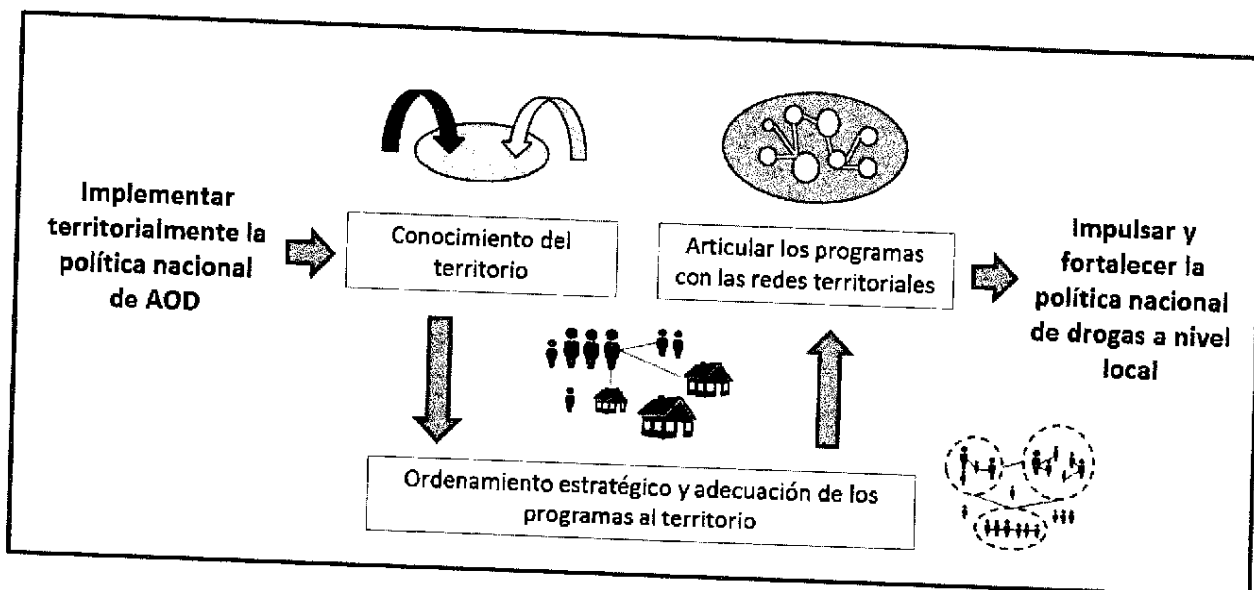 Implementar
territorialmente la
política nacional
de AOD
Conocimiento del
territorio
Articular los programas
con las redes territoriales
Impulsar y
fortalecer la
política nacional
de drogas a nivel
local
Ordenamiento estratégico y adecuación de los
programas al territorio